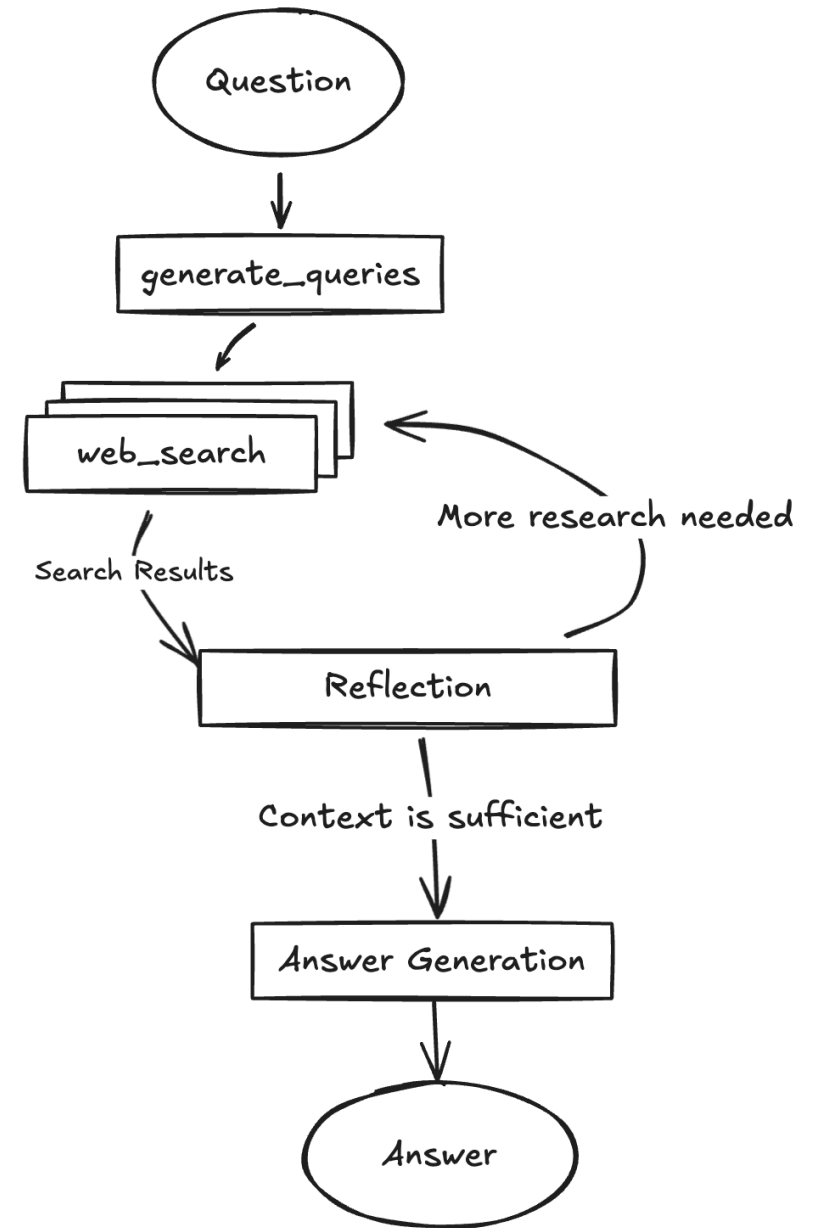 Question
generate_queries
web_search
More research needed
Search Results
Reflection
Context is sufficient
Answer Generation
Answer